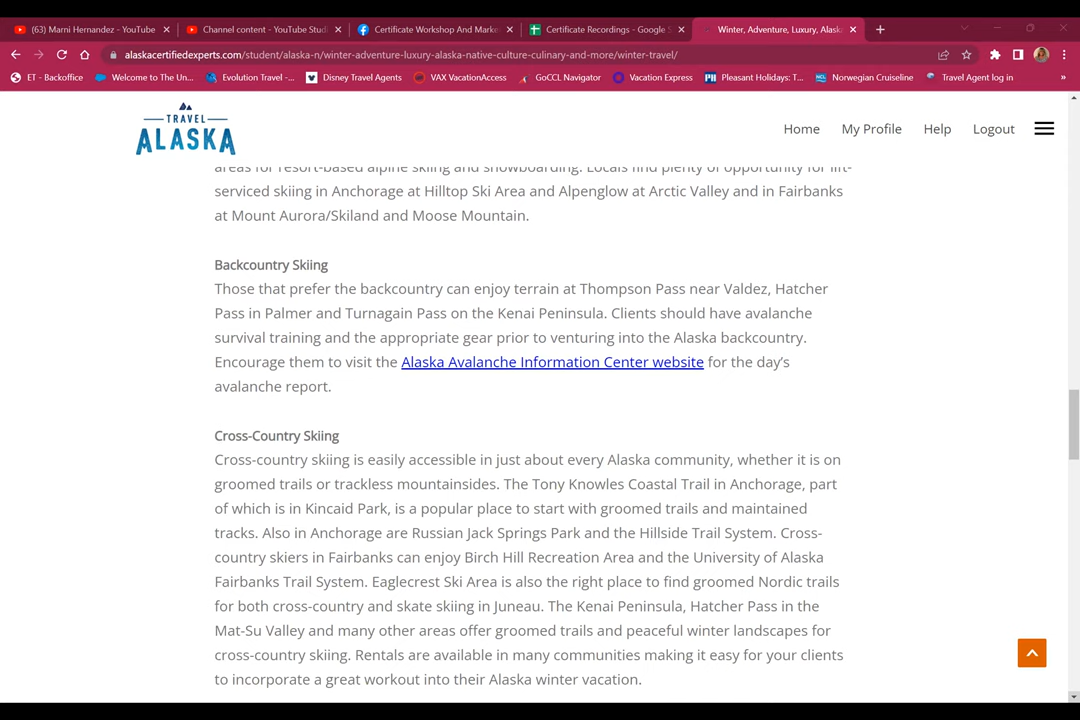 (63) Marni Hernandez - YouTube
Channel content - YouTube Studi
Certificate Workshop And Marke
Certificate Recordings - Google S
Winter, Adventure, Luxury, Alaska
alaskacertifiedexperts.com/student/alaska-n/winter-adventure-luxury-alaska-native-culture-culinary-and-more/winter-travel/
ET - Backoffice
Welcome to The Un...
Evolution Travel -...
Disney Travel Agents
VAX VacationAccess
GoCCL Navigator
Vacation Express
Pleasant Holidays: T...
Norwegian Cruiseline
Travel Agent log in
TRAVEL
ALASKA
Home
My Profile
Help
Logout
areas for resort-based alpine skiing and snowboarding. Locals find plenty of opportunity for lift-
serviced skiing in Anchorage at Hilltop Ski Area and Alpenglow at Arctic Valley and in Fairbanks
at Mount Aurora/Skiland and Moose Mountain.
Backcountry Skiing
Those that prefer the backcountry can enjoy terrain at Thompson Pass near Valdez, Hatcher
Pass in Palmer and Turnagain Pass on the Kenai Peninsula. Clients should have avalanche
survival training and the appropriate gear prior to venturing into the Alaska backcountry.
Encourage them to visit the Alaska Avalanche Information Center website for the day's
avalanche report.
Cross-Country Skiing
Cross-country skiing is easily accessible in just about every Alaska community, whether it is on
groomed trails or trackless mountainsides. The Tony Knowles Coastal Trail in Anchorage, part
of which is in Kincaid Park, is a popular place to start with groomed trails and maintained
tracks. Also in Anchorage are Russian Jack Springs Park and the Hillside Trail System. Cross-
country skiers in Fairbanks can enjoy Birch Hill Recreation Area and the University of Alaska
Fairbanks Trail System. Eaglecrest Ski Area is also the right place to find groomed Nordic trails
for both cross-country and skate skiing in Juneau. The Kenai Peninsula, Hatcher Pass in the
Mat-Su Valley and many other areas offer groomed trails and peaceful winter landscapes for
cross-country skiing. Rentals are available in many communities making it easy for your clients
to incorporate a great workout into their Alaska winter vacation.